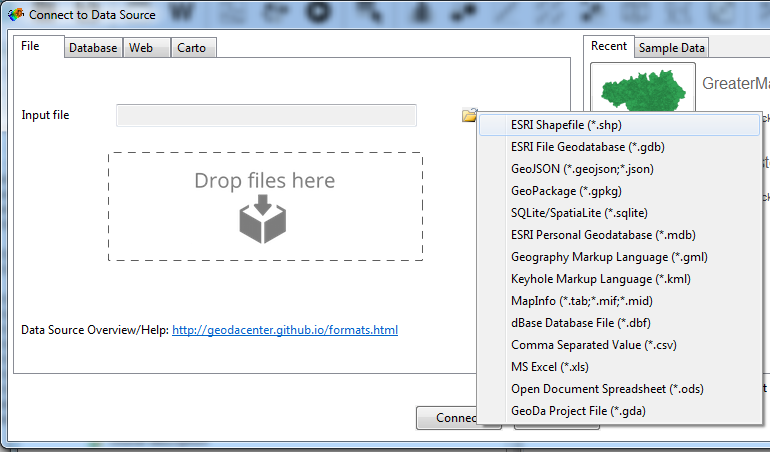 Connect to Data Source
File Database Web Carto
Recent Sample Data
GreaterMa
Input file
Drop files here
ESRI Shapefile (*.shp)
ESRI File Geodatabase (*.gdb)
GeoJSON (*.geojson;*.json)
GeoPackage (*.gpkg)
SQLite/SpatiaLite (*.sqlite)
ESRI Personal Geodatabase (*.mdb)
Geography Markup Language (*.gml)
Keyhole Markup Language (*.kml)
MapInfo (*.tab;*.mif;*.mid)
dBase Database File (*.dbf)
Comma Separated Value (*.csv)
MS Excel (*.xls)
Open Document Spreadsheet (*.ods)
GeoDa Project File (*.gda)
Data Source Overview/Help: http://geodacenter.github.io/formats.html
Connec